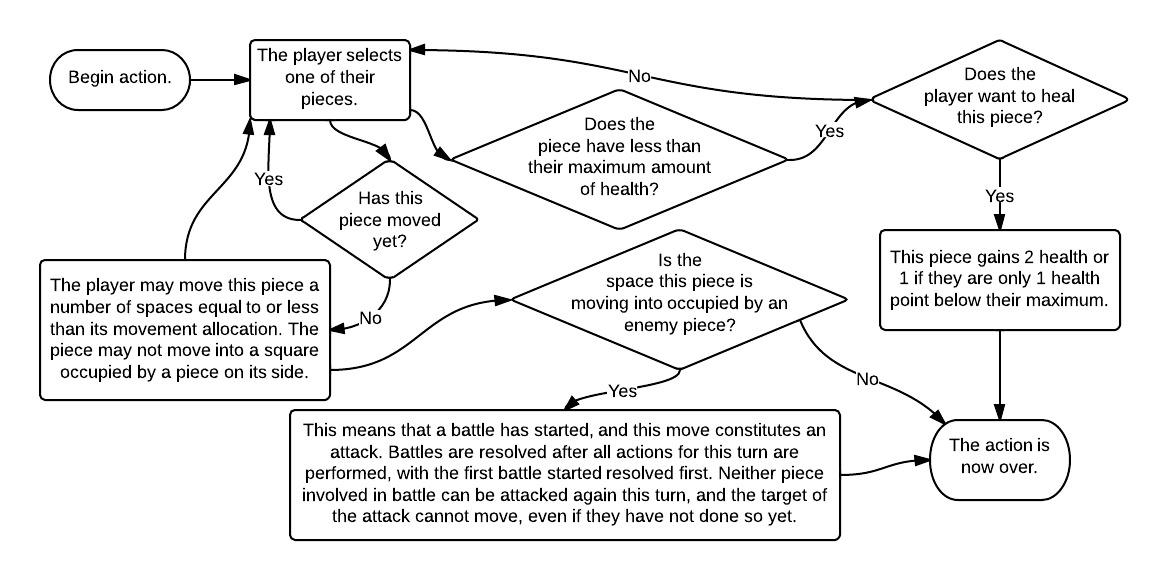 Begin action.
The player selects
one of their
pieces.
No
Does the
player want to heal
this piece?
Does the
piece have less than
their maximum amount
of health?
Yes
Yes
Has this
piece moved
yet?
Yes
This piece gains 2 health or
1 if they are only 1 health
point below their maximum.
The player may move this piece a
number of spaces equal to or less
than its movement allocation. The
piece may not move into a square
occupied by a piece on its side.
No
Is the
space this piece is
moving into occupied by an
enemy piece?
Yes
No
This means that a battle has started, and this move constitutes an
attack. Battles are resolved after all actions for this turn are
performed, with the first battle started resolved first. Neither piece
involved in battle can be attacked again this turn, and the target of
the attack cannot move, even if they have not done so yet.
The action is
now over.